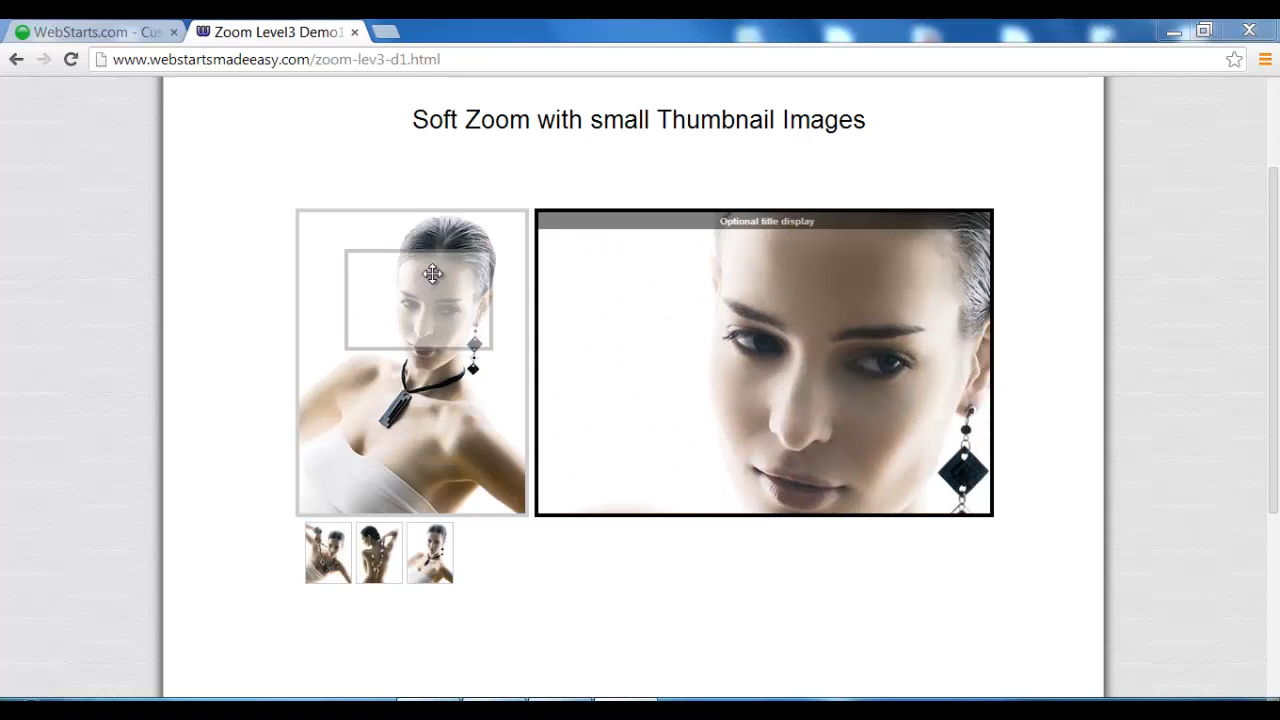 WebStarts.com - Cus
Zoom Level3 Demo1
www.webstartsmadeeasy.com/zoom-lev3-d1.html
Soft Zoom with small Thumbnail Images
Optional title display